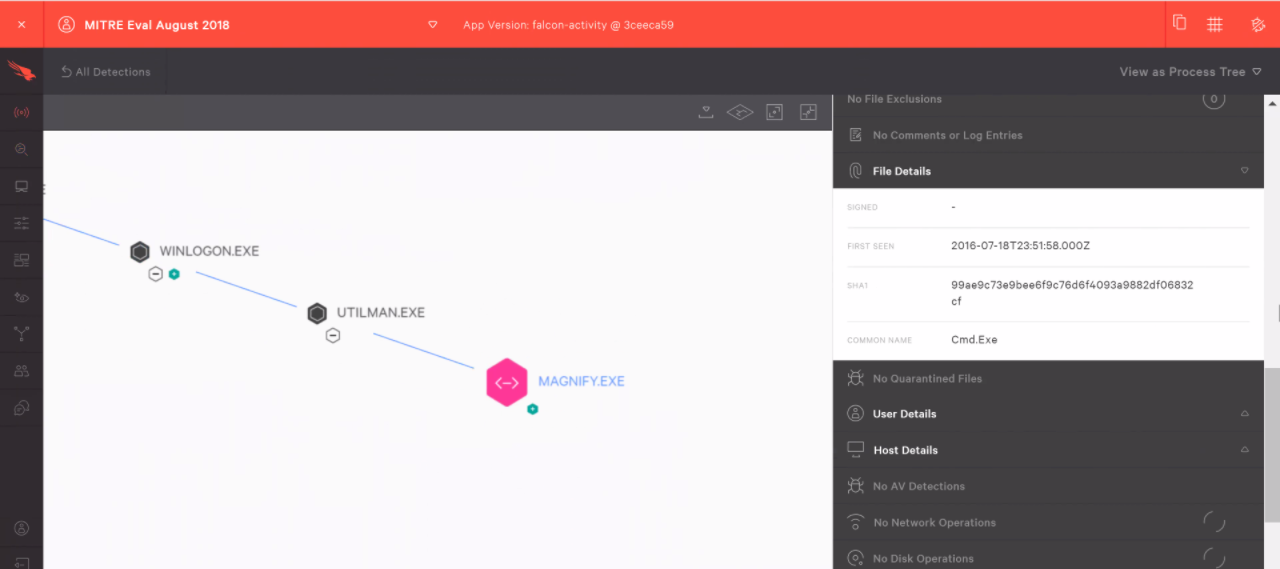 MITRE Eval August 2018
App Version: falcon-activity @ 3ceeca59
All Detections
View as Process Tree
WINLOGON.EXE
UTILMAN.EXE
MAGNIFY.EXE
No File Exclusions
0
No Comments or Log Entries
File Details
SIGNED
-
FIRST SEEN
2016-07-18T23:51:58.000Z
SHA1
99ae9c73e9bee6f9c76d6f4093a9882df06832
cf
COMMON NAME
Cmd.Exe
No Quarantined Files
User Details
Host Details
No AV Detections
No Network Operations
No Disk Operations